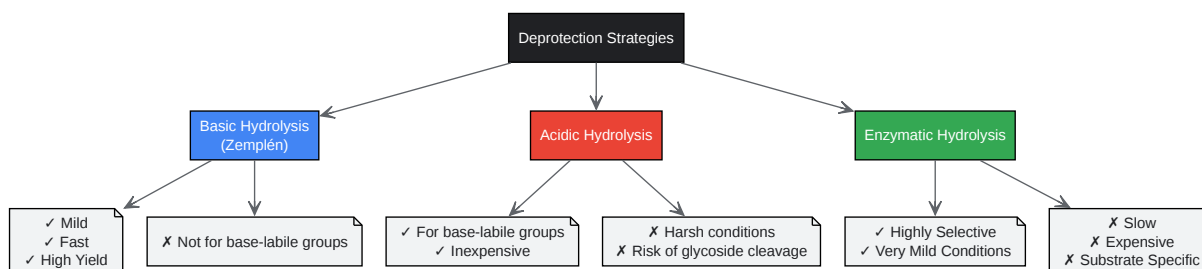 Deprotection Strategies
Basic Hydrolysis
(Zemplén)
Acidic Hydrolysis
Enzymatic Hydrolysis
✓ Mild
✓ Fast
✓ High Yield
✗ Not for base-labile groups
✓ For base-labile groups
✓ Inexpensive
✗ Harsh conditions
✗ Risk of glycoside cleavage
✓ Highly Selective
✓ Very Mild Conditions
✗ Slow
✗ Expensive
✗ Substrate Specific